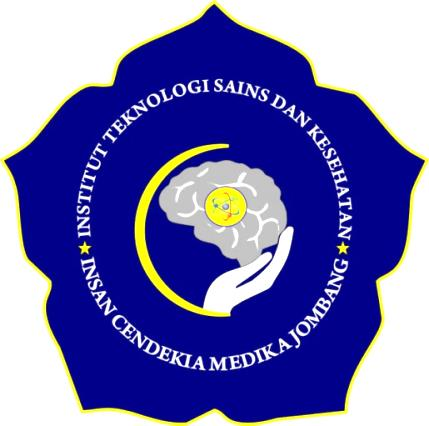 INSTITUT TEKNOLOGI SAINS DAN KESEHATAN
INSAN CENDEKIA MEDIKA JOMBANG